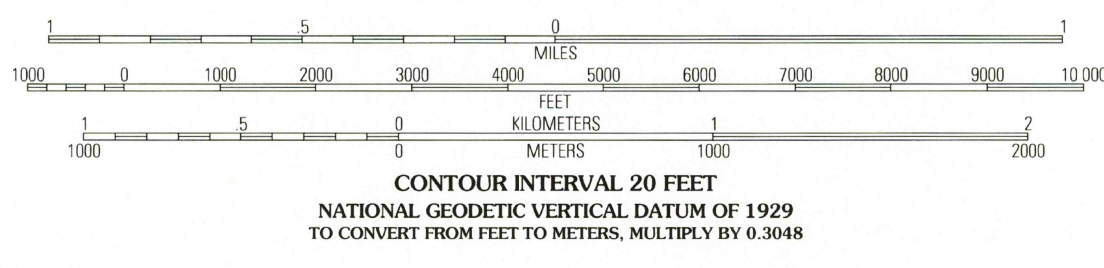 1 .5 0 1
MILES
1000 0 1000 2000 3000 4000 5000 6000 7000 8000 9000 10 000
FEET
1 .5 0 KILOMETERS 1 2
1000 0 METERS 1000 2000
CONTOUR INTERVAL 20 FEET
NATIONAL GEODETIC VERTICAL DATUM OF 1929
TO CONVERT FROM FEET TO METERS, MULTIPLY BY 0.3048